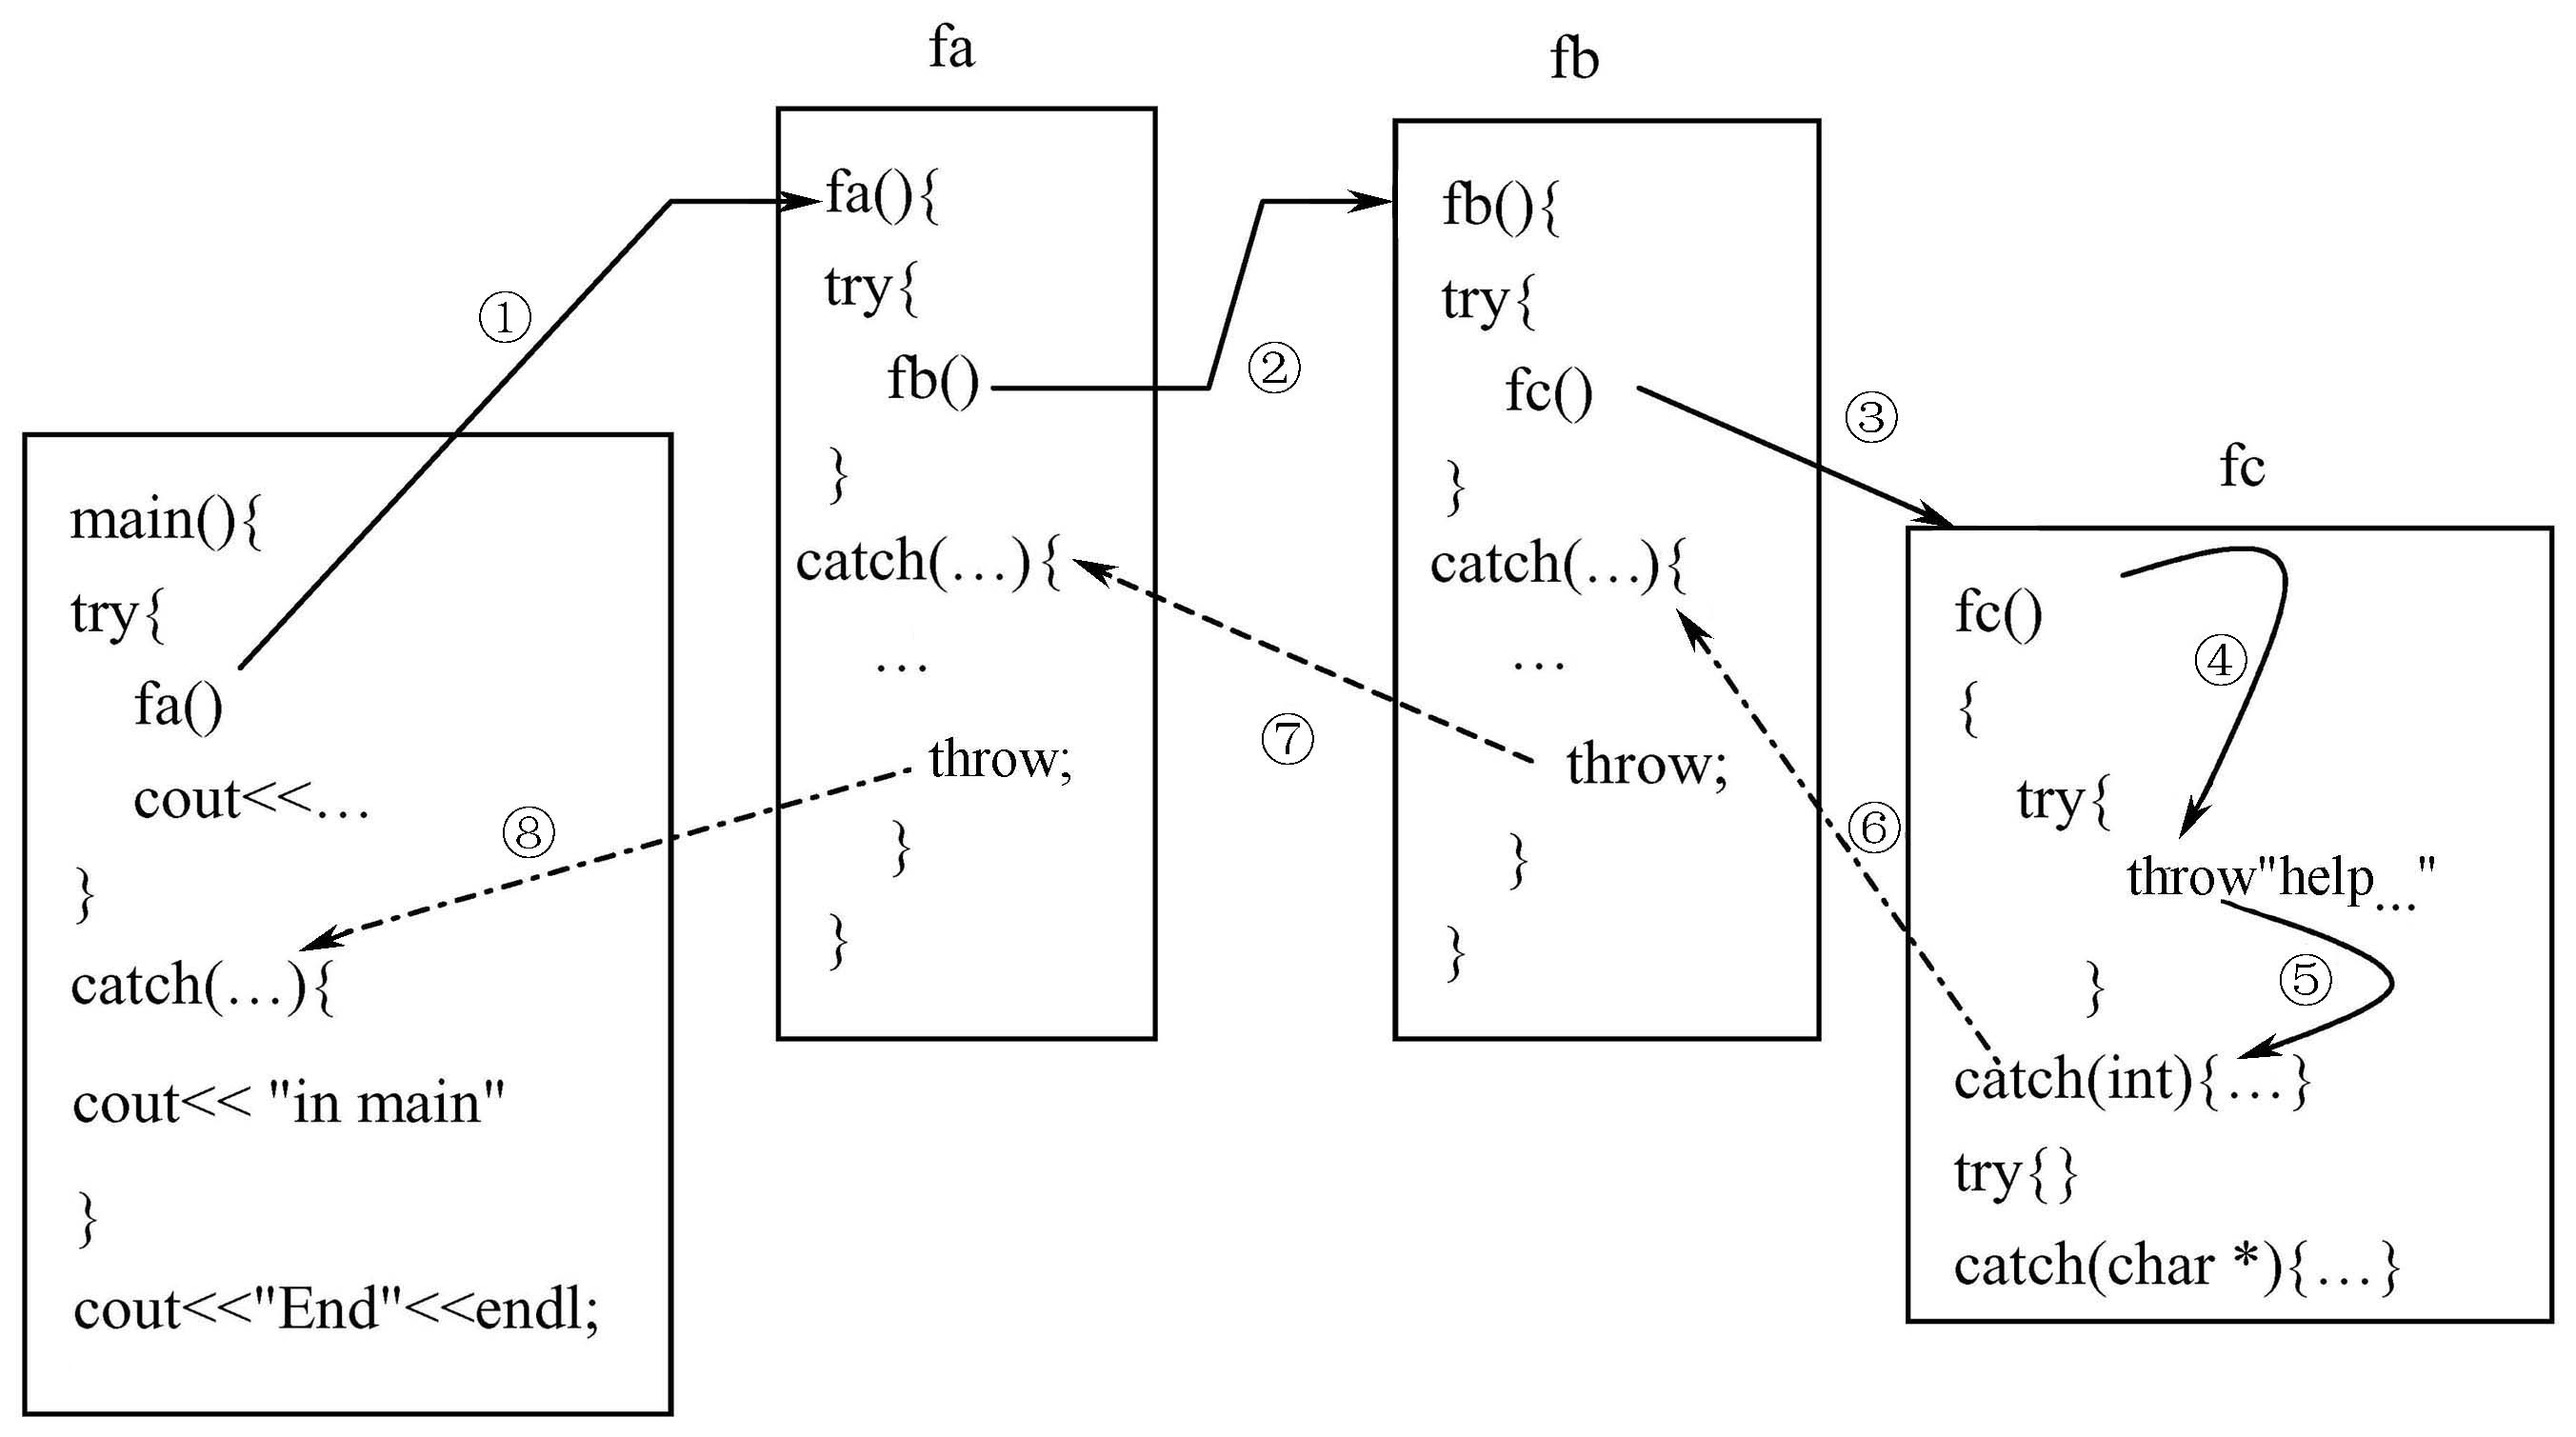 fa
fb
fa(){
try{
fb()
}
catch(…){
…
throw;
}
}
①
②
fb(){
try{
fc()
}
catch(…){
…
throw;
}
}
③
⑦
⑥
⑧
main(){
try{
fa()
cout<<…
}
catch(…){
cout<< "in main"
}
cout<<"End"<<endl;
fc
fc()
{
④
try{
throw"help…"
}
⑤
catch(int){…}
try{}
catch(char *){…}